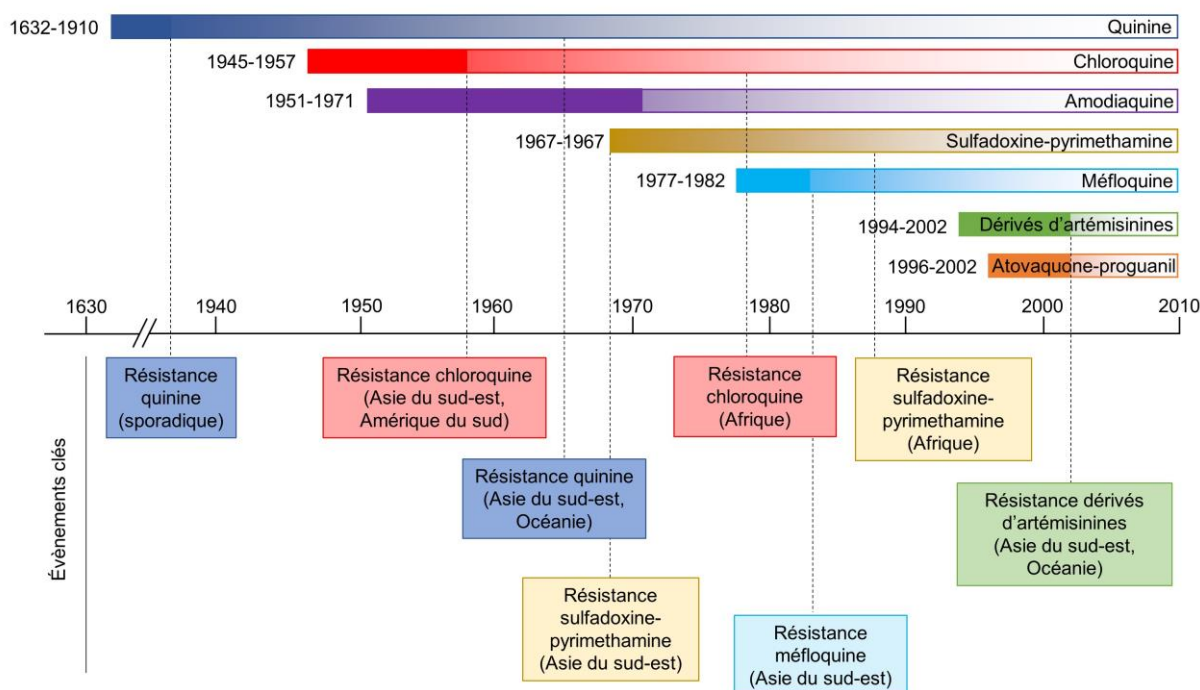 1632-1910
Quinine
1945-1957
Chloroquine
1951-1971
Amodiaquine
1967-1967
Sulfadoxine-pyrimethamine
1977-1982
Méfloquine
1994-2002
Dérivés d'artémisinines
1996-2002
Atovaquone-proguanil
1630
1940
1950
1960
1970
1980
1990
2000
2010
Évènements clés
Résistance
quinine
(sporadique)
Résistance chloroquine
(Asie du sud-est,
Amérique du sud)
Résistance
chloroquine
(Afrique)
Résistance
sulfadoxine-
pyrimethamine
(Afrique)
Résistance quinine
(Asie du sud-est,
Océanie)
Résistance dérivés
d'artémisinines
(Asie du sud-est,
Océanie)
Résistance
sulfadoxine-
pyrimethamine
(Asie du sud-est)
Résistance
méfloquine
(Asie du sud-est)